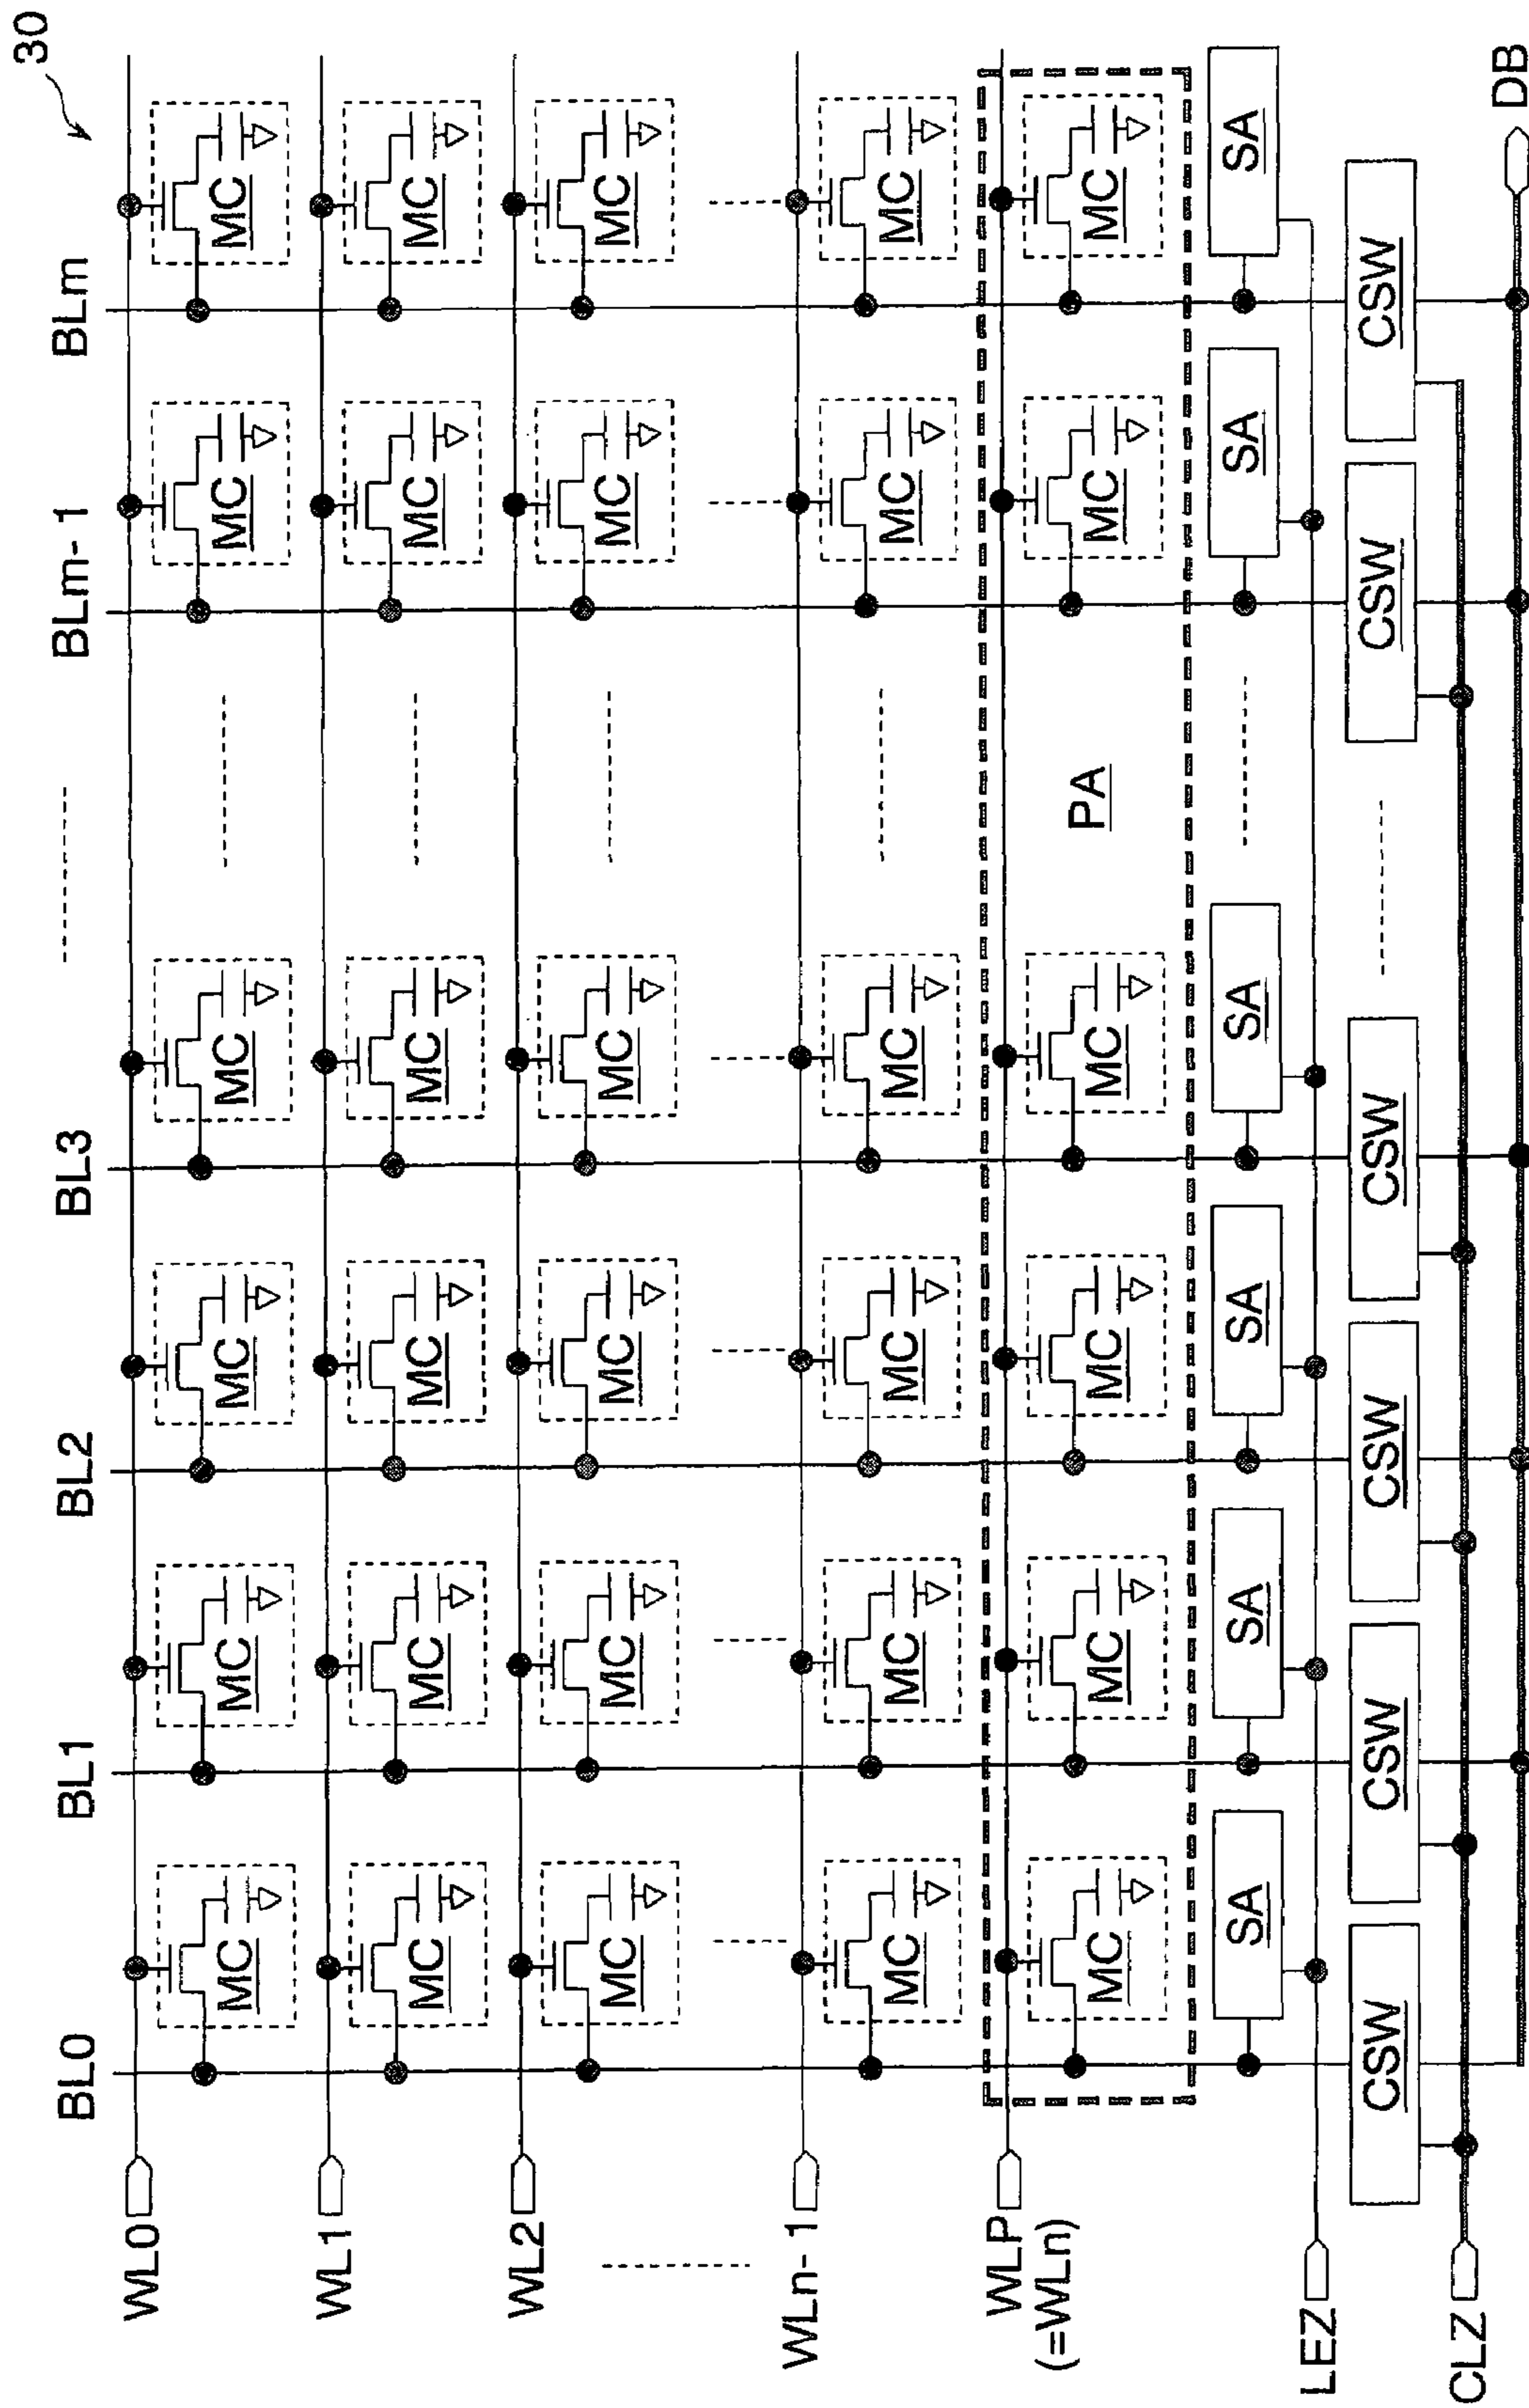 30
BL0 BL1 BL2 BL3 BLm-1 BLm
WL0 MC MC MC MC MC MC
WL1 MC MC MC MC MC MC
WL2 MC MC MC MC MC MC
WLn-1 MC MC MC MC MC MC
WLP
(=WLn) MC MC MC MC PA MC MC
SA SA SA SA SA SA
LEZ
CSW CSW CSW CSW CSW CSW
CLZ
DB